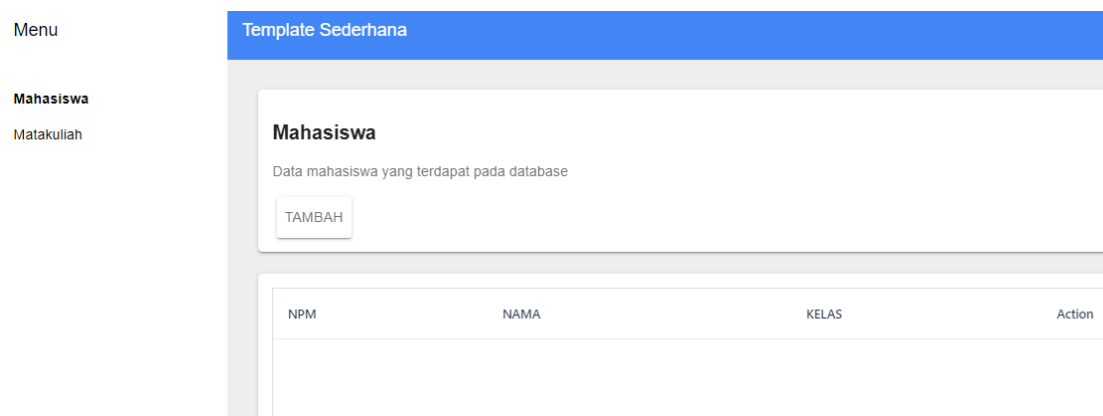 Menu
Template Sederhana
Mahasiswa
Matakuliah
Mahasiswa
Data mahasiswa yang terdapat pada database
TAMBAH
NPM NAMA KELAS Action